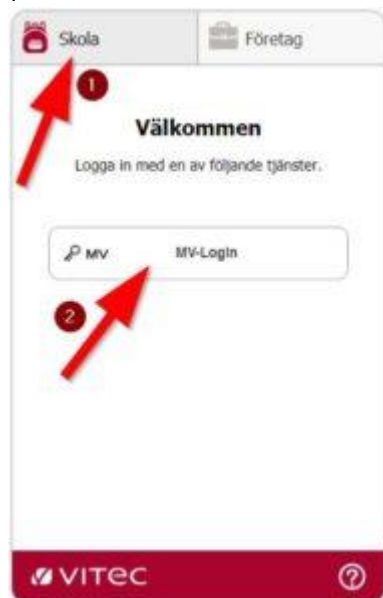 Skola
Företag
1
Välkommen
Logga in med en av följande tjänster.
MV
MV-Login
2
VITEC
?